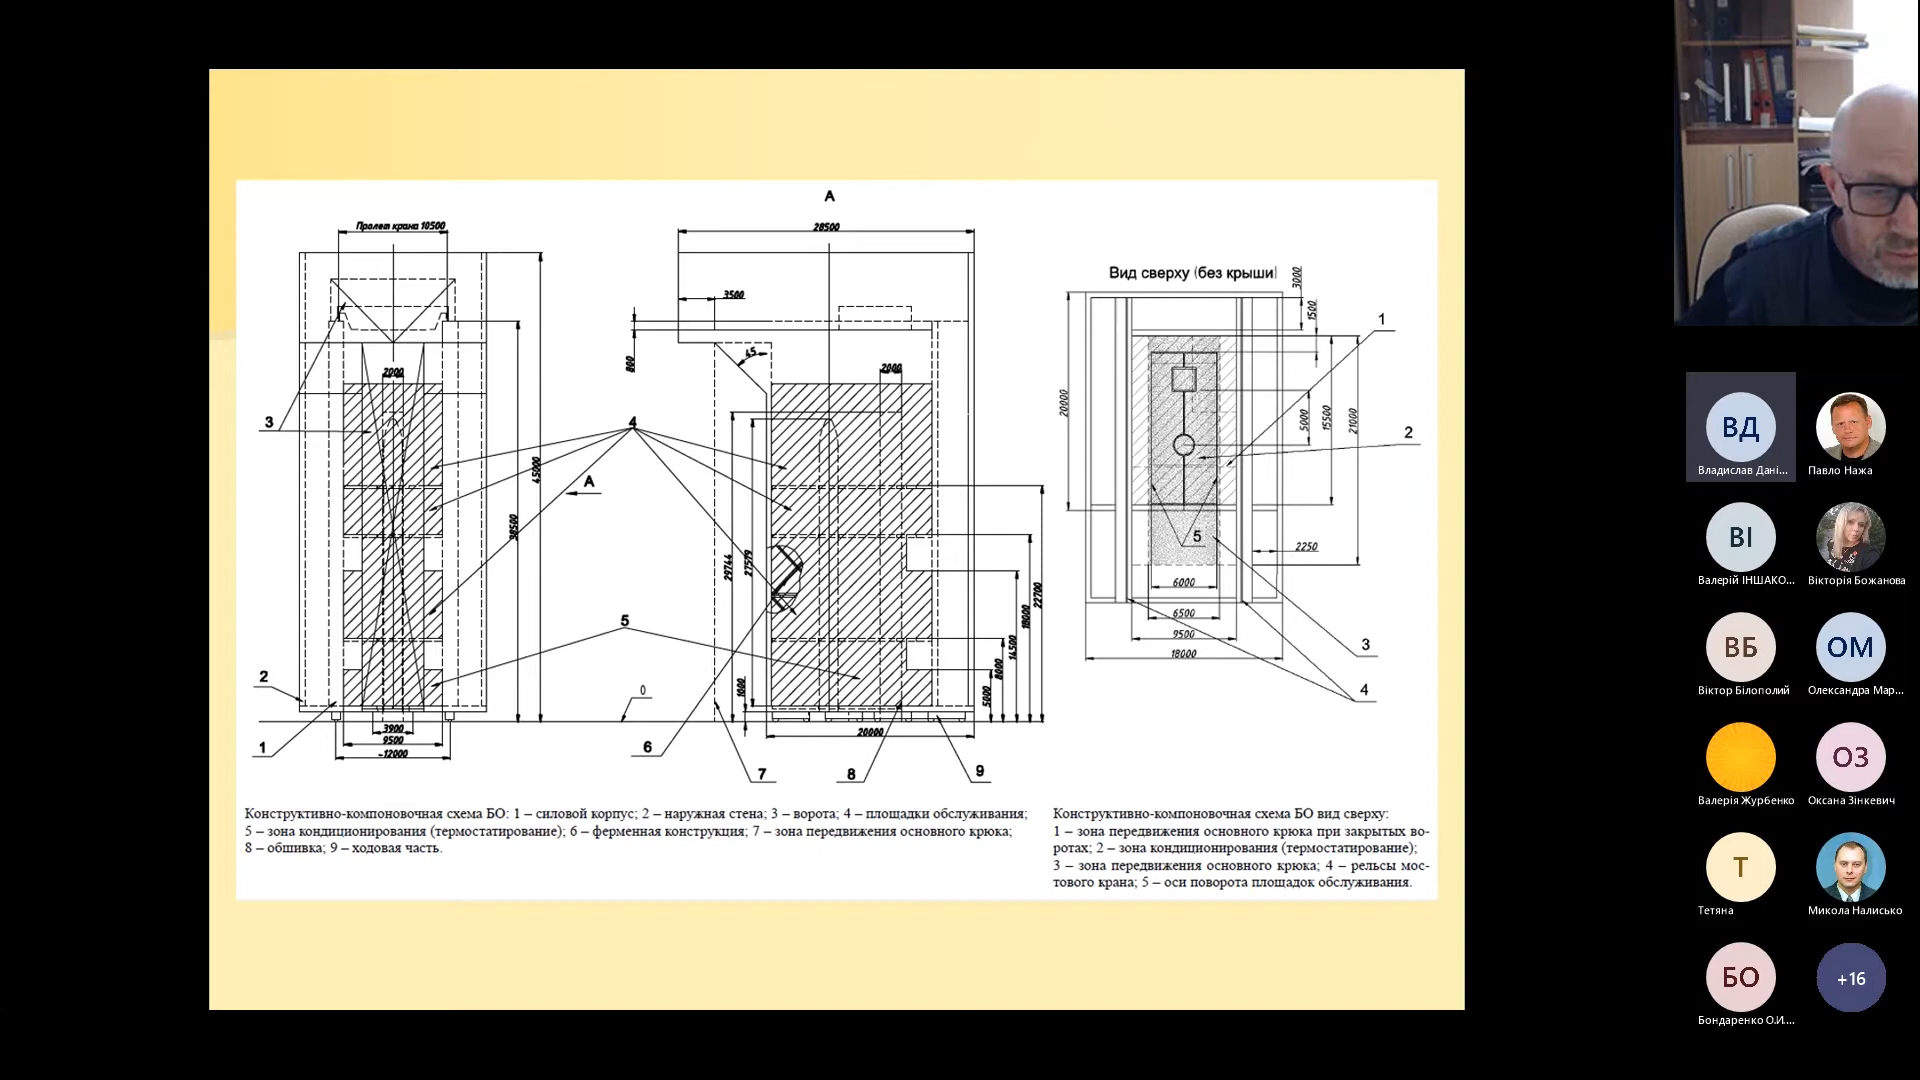 А
Пролет крана 10500
28500
Вид сверху (без крыши)
3000
1500
3500
1
45
800
2000
2000
20000
5000
15500
21000
3
4
2
45000
А
38500
5
29744
27579
2250
6000
22700
18000
14500
8000
5000
1000
6500
9500
18000
3
5
2
0
4
3900
9500
~12000
20000
1
6
7
8
9
Конструктивно-компоновочная схема БО: 1 – силовой корпус; 2 – наружная стена; 3 – ворота; 4 – площадки обслуживания;
5 – зона кондиционирования (термостатирование); 6 – ферменная конструкция; 7 – зона передвижения основного крюка;
8 – обшивка; 9 – ходовая часть.
Конструктивно-компоновочная схема БО вид сверху:
1 – зона передвижения основного крюка при закрытых во-
ротах; 2 – зона кондиционирования (термостатирование);
3 – зона передвижения основного крюка; 4 – рельсы мос-
тового крана; 5 – оси поворота площадок обслуживания.
ВД
Владислав Дані...
Павло Нажа
ВІ
Валерій ІНШАКО...
Вікторія Божанова
ВБ
Віктор Білополий
ОМ
Олександра Мар...
Валерія Журбенко
ОЗ
Оксана Зінкевич
Т
Тетяна
Микола Налисько
БО
Бондаренко О.И....
+16